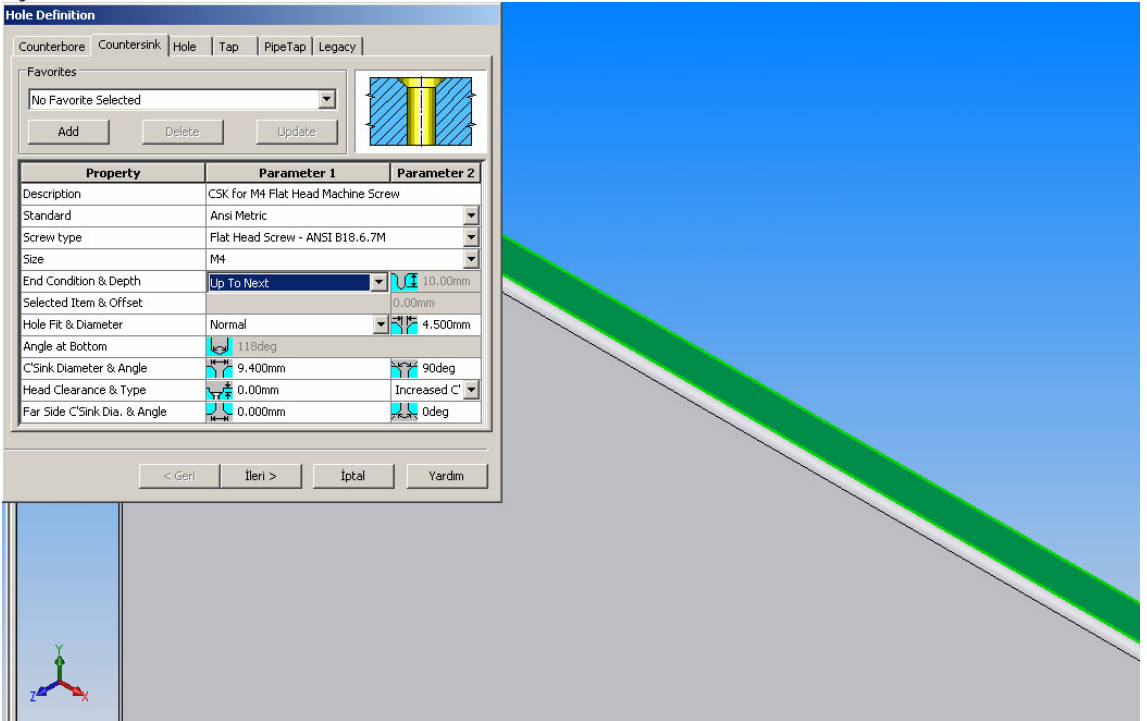 Hole Definition
Counterbore Countersink Hole Tap PipeTap Legacy
Favorites
No Favorite Selected
Add Delete Update
Property Parameter 1 Parameter 2
Description CSK for M4 Flat Head Machine Screw
Standard Ansi Metric
Screw type Flat Head Screw - ANSI B18.6.7M
Size M4
End Condition & Depth Up To Next 10.00mm
Selected Item & Offset 0.00mm
Hole Fit & Diameter Normal 4.500mm
Angle at Bottom 118deg
C'Sink Diameter & Angle 9.400mm 90deg
Head Clearance & Type 0.00mm Increased C'
Far Side C'Sink Dia. & Angle 0.000mm 0deg
< Geri İleri > İptal Yardım
Y
Z X